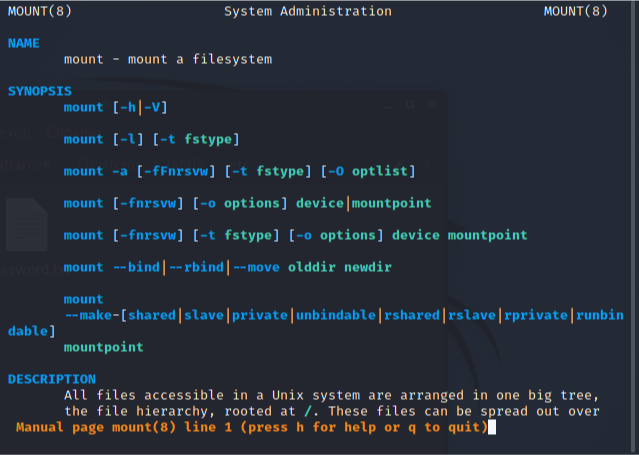 MOUNT(8) System Administration MOUNT(8)
NAME
mount - mount a filesystem
SYNOPSIS
mount [-h|-V]
mount [-l] [-t fstype]
mount -a [-fFnrsvw] [-t fstype] [-O optlist]
mount [-fnrsvw] [-o options] device|mountpoint
mount [-fnrsvw] [-t fstype] [-o options] device mountpoint
mount --bind|--rbind|--move olddir newdir
mount
--make-[shared|slave|private|unbindable|rshared|rslave|rprivate|runbin
dable]
mountpoint
DESCRIPTION
All files accessible in a Unix system are arranged in one big tree,
the file hierarchy, rooted at /. These files can be spread out over
Manual page mount(8) line 1 (press h for help or q to quit)